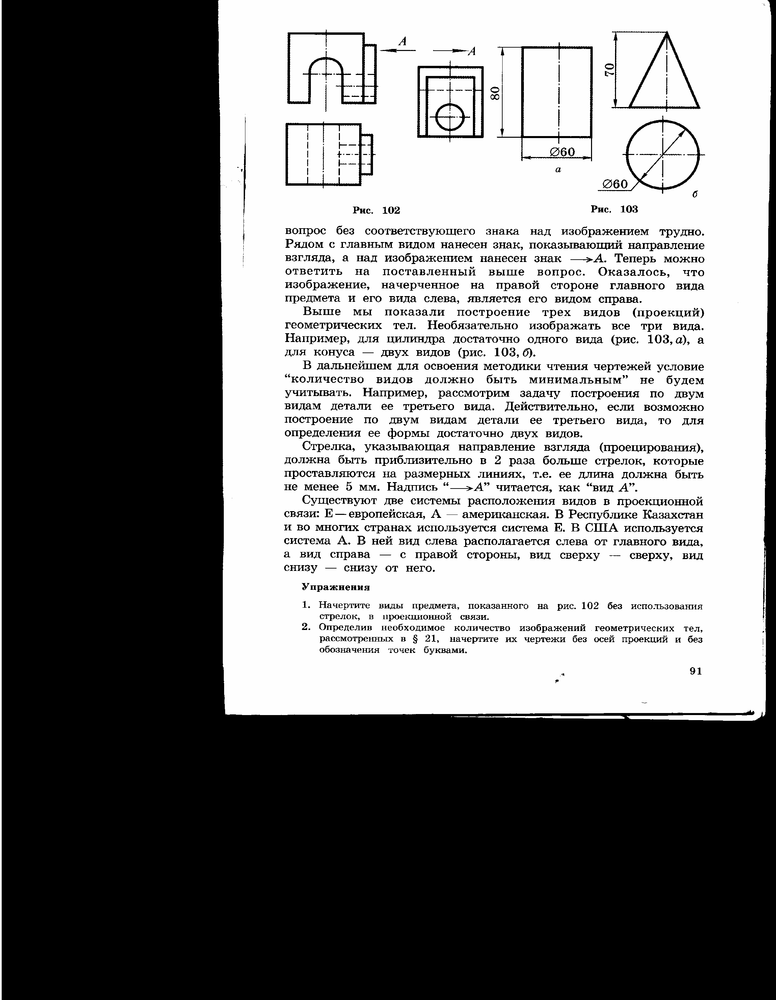 A
A
80
70
∅60
а
∅60
б
Рис. 102
Рис. 103
вопрос без соответствующего знака над изображением трудно.
Рядом с главным видом нанесен знак, показывающий направление
взгляда, а над изображением нанесен знак →А. Теперь можно
ответить на поставленный выше вопрос. Оказалось, что
изображение, начерченное на правой стороне главного вида
предмета и его вида слева, является его видом справа.
Выше мы показали построение трех видов (проекций)
геометрических тел. Необязательно изображать все три вида.
Например, для цилиндра достаточно одного вида (рис. 103, а), а
для конуса — двух видов (рис. 103, б).
В дальнейшем для освоения методики чтения чертежей условие
“количество видов должно быть минимальным” не будем
учитывать. Например, рассмотрим задачу построения по двум
видам детали ее третьего вида. Действительно, если возможно
построение по двум видам детали ее третьего вида, то для
определения ее формы достаточно двух видов.
Стрелка, указывающая направление взгляда (проецирования),
должна быть приблизительно в 2 раза больше стрелок, которые
проставляются на размерных линиях, т.е. ее длина должна быть
не менее 5 мм. Надпись “→А” читается, как “вид А”.
Существуют две системы расположения видов в проекционной
связи: Е — европейская, А — американская. В Республике Казахстан
и во многих странах используется система Е. В США используется
система А. В ней вид слева располагается слева от главного вида,
а вид справа — с правой стороны, вид сверху — сверху, вид
снизу — снизу от него.
Упражнения
1. Начертите виды предмета, показанного на рис. 102 без использования
стрелок, в проекционной связи.
2. Определив необходимое количество изображений геометрических тел,
рассмотренных в § 21, начертите их чертежи без осей проекций и без
обозначения точек буквами.
91